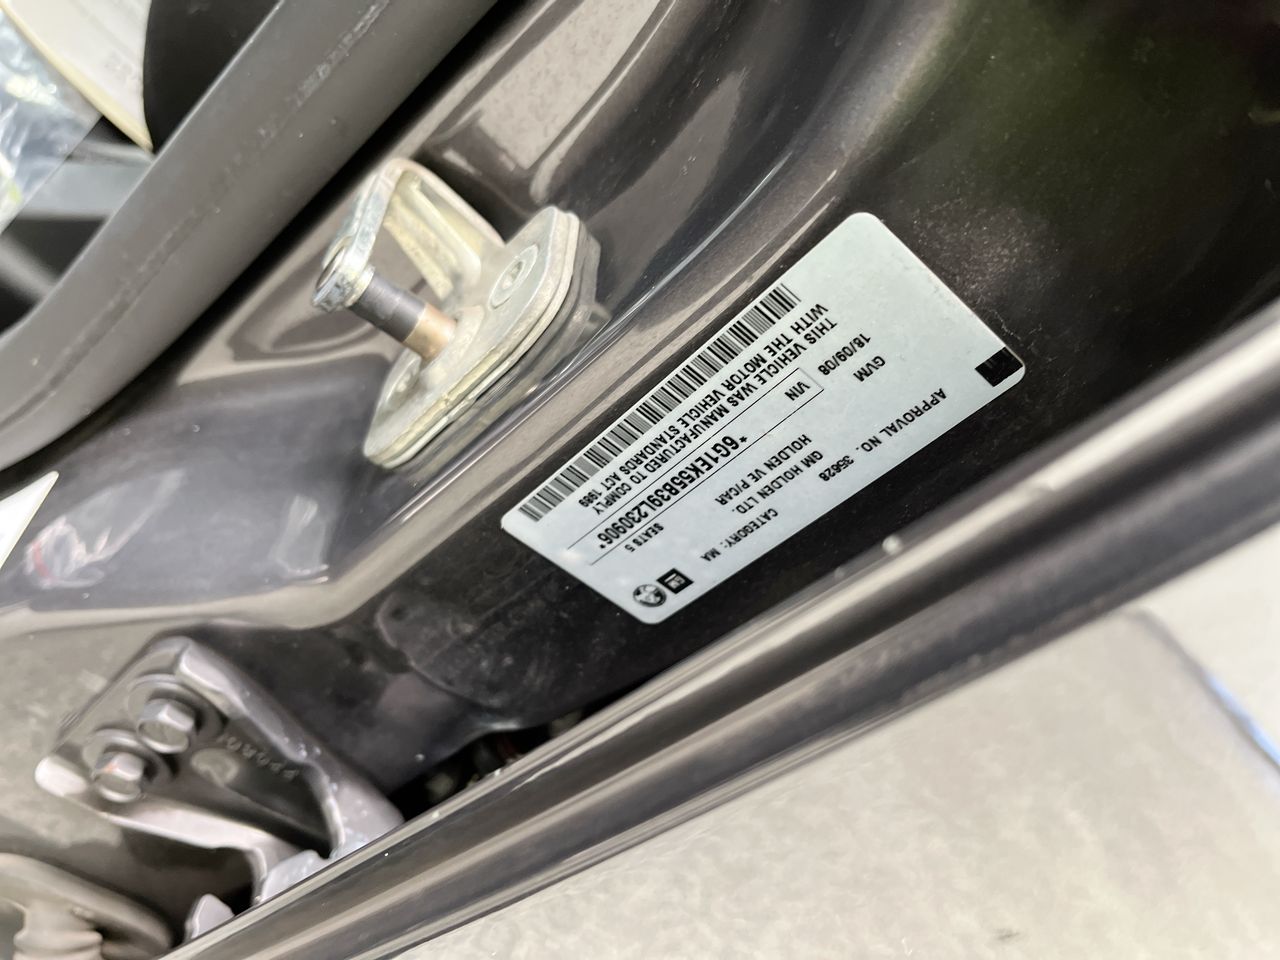 GM
APPROVAL NO. 35628
CATEGORY: MA
GM HOLDEN LTD.
HOLDEN VE P/CAR
GVM
18/09/08
SEATS 5
VIN
*6G1EK55B39L230906*
THIS VEHICLE WAS MANUFACTURED TO COMPLY
WITH THE MOTOR VEHICLE STANDARDS ACT 1989